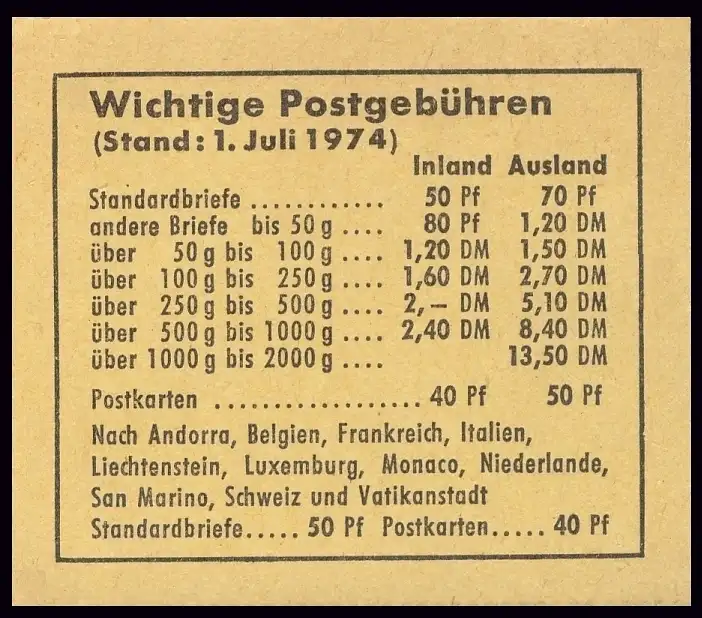 Wichtige Postgebühren
(Stand: 1. Juli 1974)
Inland Ausland
Standardbriefe ............ 50 Pf 70 Pf
andere Briefe bis 50 g .... 80 Pf 1,20 DM
über 50 g bis 100 g .... 1,20 DM 1,50 DM
über 100 g bis 250 g .... 1,60 DM 2,70 DM
über 250 g bis 500 g .... 2,– DM 5,10 DM
über 500 g bis 1000 g .... 2,40 DM 8,40 DM
über 1000 g bis 2000 g .... 13,50 DM
Postkarten ................... 40 Pf 50 Pf
Nach Andorra, Belgien, Frankreich, Italien,
Liechtenstein, Luxemburg, Monaco, Niederlande,
San Marino, Schweiz und Vatikanstadt
Standardbriefe..... 50 Pf Postkarten..... 40 Pf